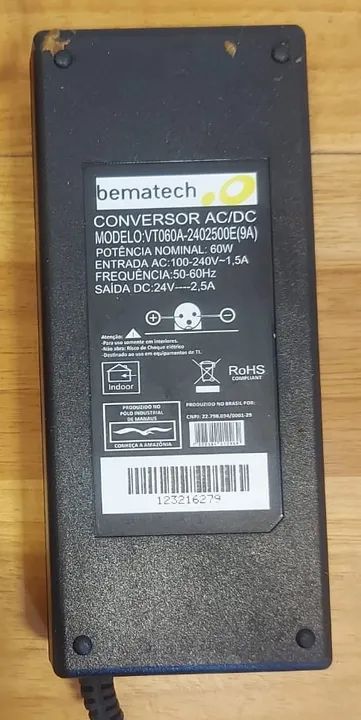 bematech
CONVERSOR AC/DC
MODELO:VT060A-2402500E(9A)
POTÊNCIA NOMINAL: 60W
ENTRADA AC:100-240V~1,5A
FREQUÊNCIA:50-60Hz
SAÍDA DC:24V----2,5A
Atenção:
-Para uso somente em interiores.
-Não abra: Risco de Choque elétrico
-Destinado ao uso em equipamentos de TI.
Indoor
RoHS
COMPLIANT
PRODUZIDO NO
POLO INDUSTRIAL
DE MANAUS
CONHEÇA A AMAZÔNIA
PRODUZIDO NO BRASIL POR:
CNPJ: 22.798.694/0001-29
123216279